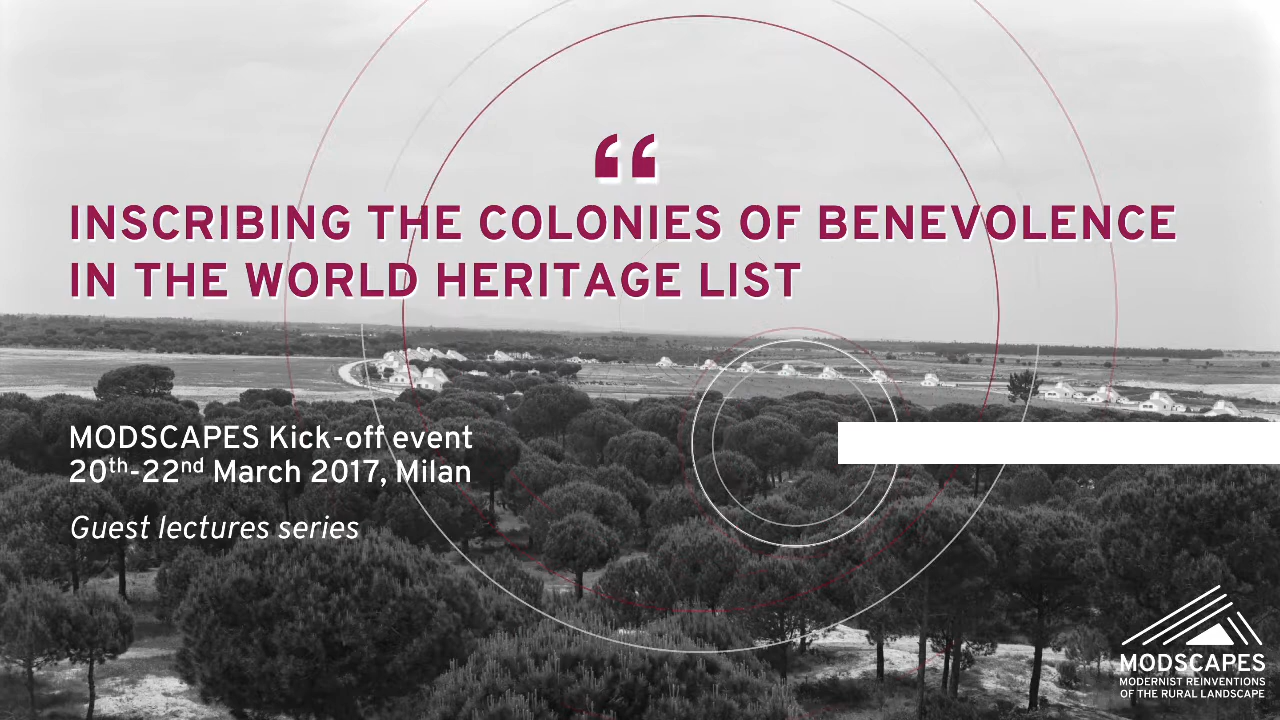 “
INSCRIBING THE COLONIES OF BENEVOLENCE
IN THE WORLD HERITAGE LIST
MODSCAPES Kick-off event
20th-22nd March 2017, Milan
Guest lectures series
MODSCAPES
MODERNIST REINVENTIONS
OF THE RURAL LANDSCAPE